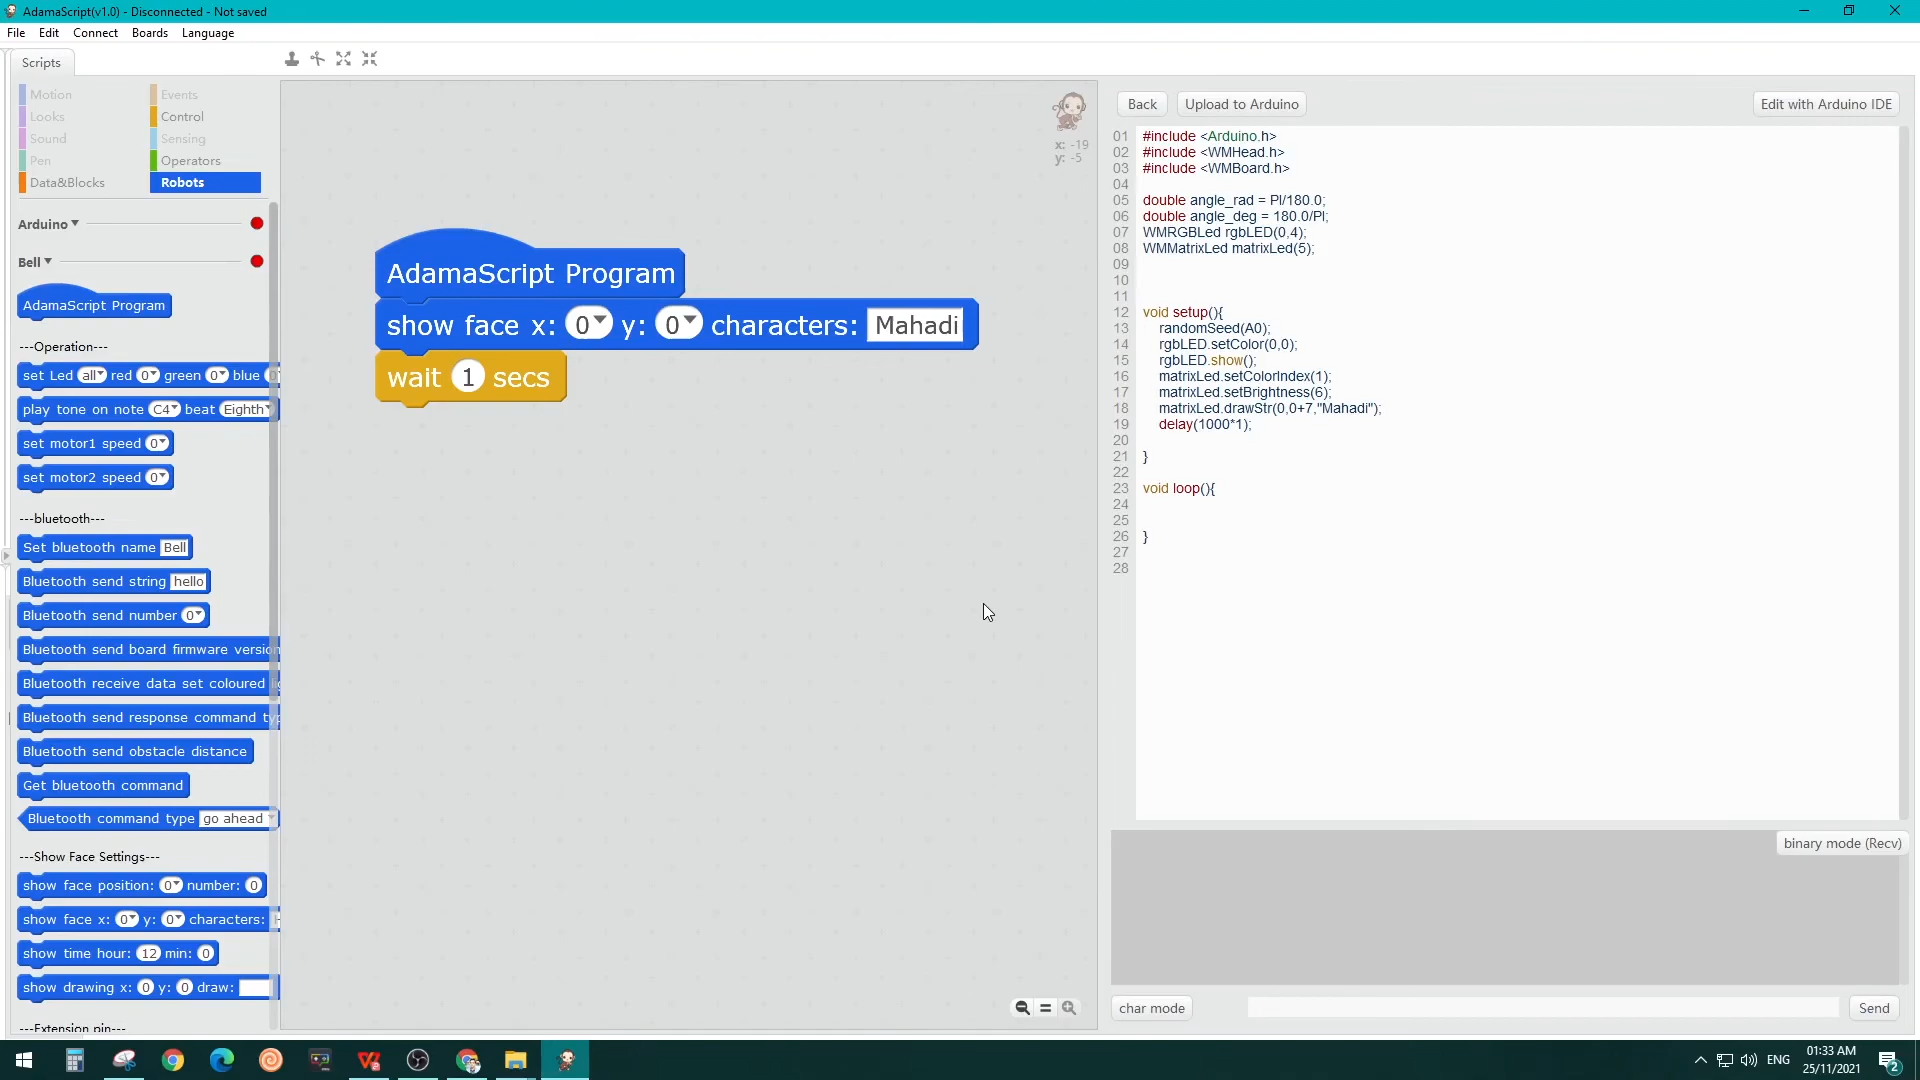 AdamaScript(v1.0) - Disconnected - Not saved
File Edit Connect Boards Language
Scripts
Motion Events
Looks Control
Sound Sensing
Pen Operators
Data&Blocks Robots
Arduino
Bell
AdamaScript Program
---Operation---
set Led all red 0 green 0 blue 0
play tone on note C4 beat Eighth
set motor1 speed 0
set motor2 speed 0
---bluetooth---
Set bluetooth name Bell
Bluetooth send string hello
Bluetooth send number 0
Bluetooth send board firmware version
Bluetooth receive data set coloured
Bluetooth send response command typ
Bluetooth send obstacle distance
Get bluetooth command
Bluetooth command type go ahead
---Show Face Settings---
show face position: 0 number: 0
show face x: 0 y: 0 characters: H
show time hour: 12 min: 0
show drawing x: 0 y: 0 draw:
---Extension pin---
x: -19
y: -5
AdamaScript Program
show face x: 0 y: 0 characters: Mahadi
wait 1 secs
Back Upload to Arduino Edit with Arduino IDE
01 #include <Arduino.h>
02 #include <WMHead.h>
03 #include <WMBoard.h>
04
05 double angle_rad = PI/180.0;
06 double angle_deg = 180.0/PI;
07 WMRGBLed rgbLED(0,4);
08 WMMatrixLed matrixLed(5);
09
10
11
12 void setup(){
13 randomSeed(A0);
14 rgbLED.setColor(0,0);
15 rgbLED.show();
16 matrixLed.setColorIndex(1);
17 matrixLed.setBrightness(6);
18 matrixLed.drawStr(0,0+7,"Mahadi");
19 delay(1000*1);
20
21 }
22
23 void loop(){
24
25
26 }
27
28
binary mode (Recv)
char mode Send
ENG
01:33 AM
25/11/2021
2